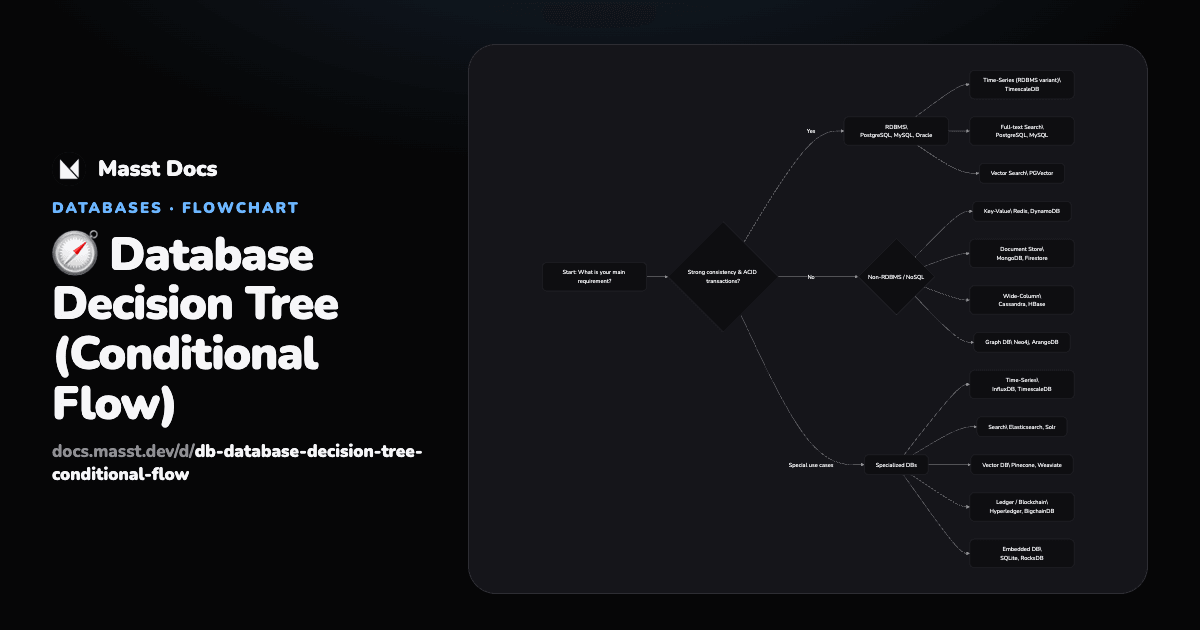 Masst Docs
DATABASES · FLOWCHART
🧭 Database
Decision Tree
(Conditional
Flow)
docs.masst.dev/d/db-database-decision-tree-
conditional-flow
Start: What is your main
requirement?
Strong consistency & ACID
transactions?
Yes
No
Special use cases
RDBMS\
PostgreSQL, MySQL, Oracle
Non-RDBMS / NoSQL
Specialized DBs
Time-Series (RDBMS variant)\
TimescaleDB
Full-text Search\
PostgreSQL, MySQL
Vector Search\ PGVector
Key-Value\ Redis, DynamoDB
Document Store\
MongoDB, Firestore
Wide-Column\
Cassandra, HBase
Graph DB\ Neo4j, ArangoDB
Time-Series\
InfluxDB, TimescaleDB
Search\ Elasticsearch, Solr
Vector DB\ Pinecone, Weaviate
Ledger / Blockchain\
Hyperledger, BigchainDB
Embedded DB\
SQLite, RocksDB